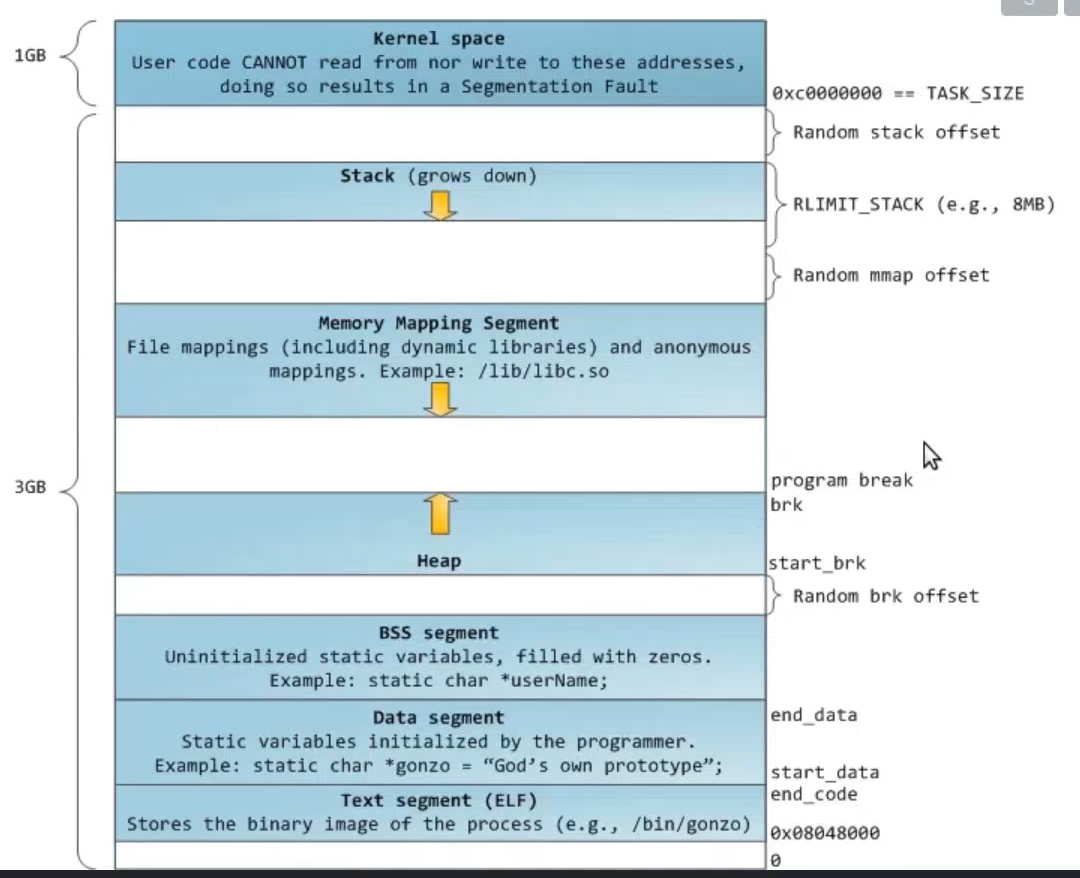 1GB
Kernel space
User code CANNOT read from nor write to these addresses,
doing so results in a Segmentation Fault
0xc0000000 == TASK_SIZE
Random stack offset
Stack (grows down)
RLIMIT_STACK (e.g., 8MB)
Random mmap offset
Memory Mapping Segment
File mappings (including dynamic libraries) and anonymous
mappings. Example: /lib/libc.so
3GB
program break
brk
Heap
start_brk
Random brk offset
BSS segment
Uninitialized static variables, filled with zeros.
Example: static char *userName;
Data segment
Static variables initialized by the programmer.
Example: static char *gonzo = “God’s own prototype”;
end_data
start_data
end_code
Text segment (ELF)
Stores the binary image of the process (e.g., /bin/gonzo)
0x08048000
0